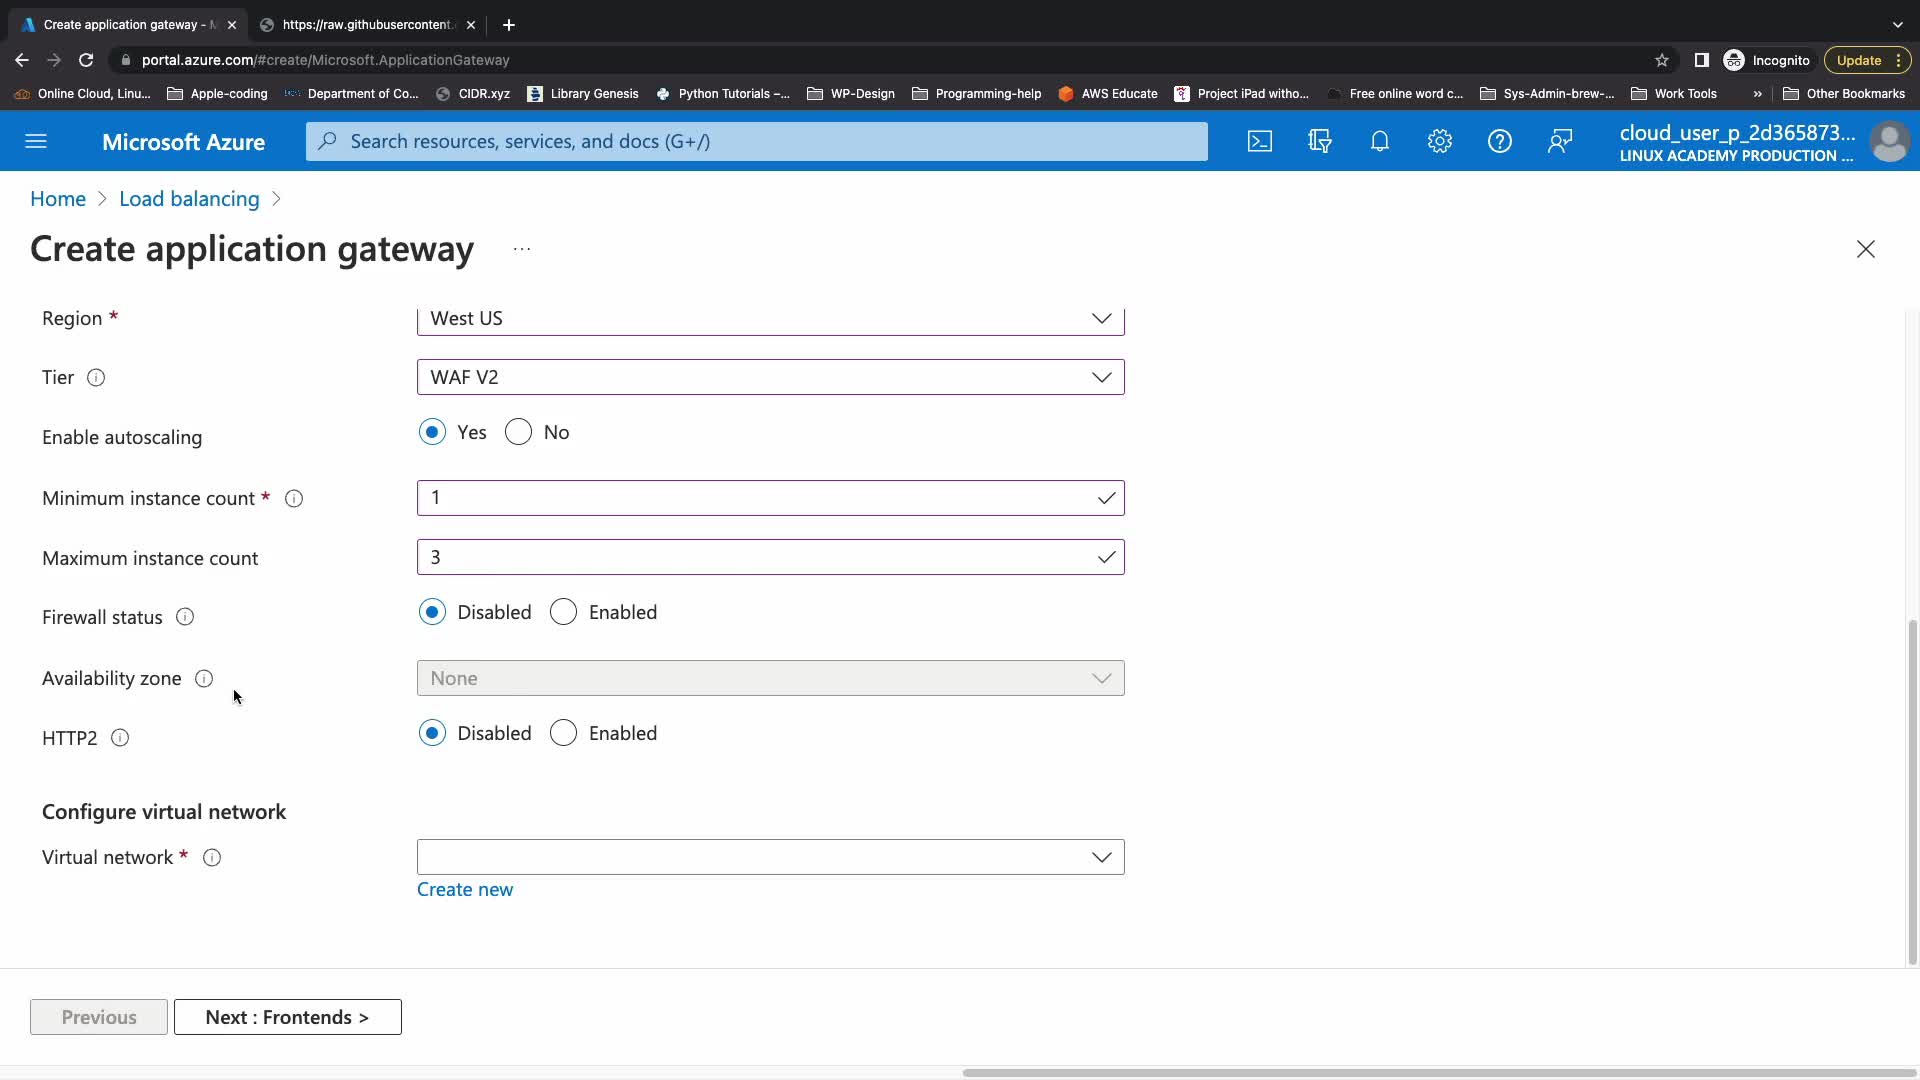 Create application gateway - M
https://raw.githubusercontent.
portal.azure.com/#create/Microsoft.ApplicationGateway
Incognito
Update
Online Cloud, Linu...
Apple-coding
Department of Co...
CIDR.xyz
Library Genesis
Python Tutorials –...
WP-Design
Programming-help
AWS Educate
Project iPad witho...
Free online word c...
Sys-Admin-brew-...
Work Tools
»
Other Bookmarks
Microsoft Azure
Search resources, services, and docs (G+/)
cloud_user_p_2d365873...
LINUX ACADEMY PRODUCTION ...
Home > Load balancing >
Create application gateway ...
Region *
West US
Tier
WAF V2
Enable autoscaling
Yes No
Minimum instance count *
1
Maximum instance count
3
Firewall status
Disabled Enabled
Availability zone
None
HTTP2
Disabled Enabled
Configure virtual network
Virtual network *
Create new
Previous
Next : Frontends >